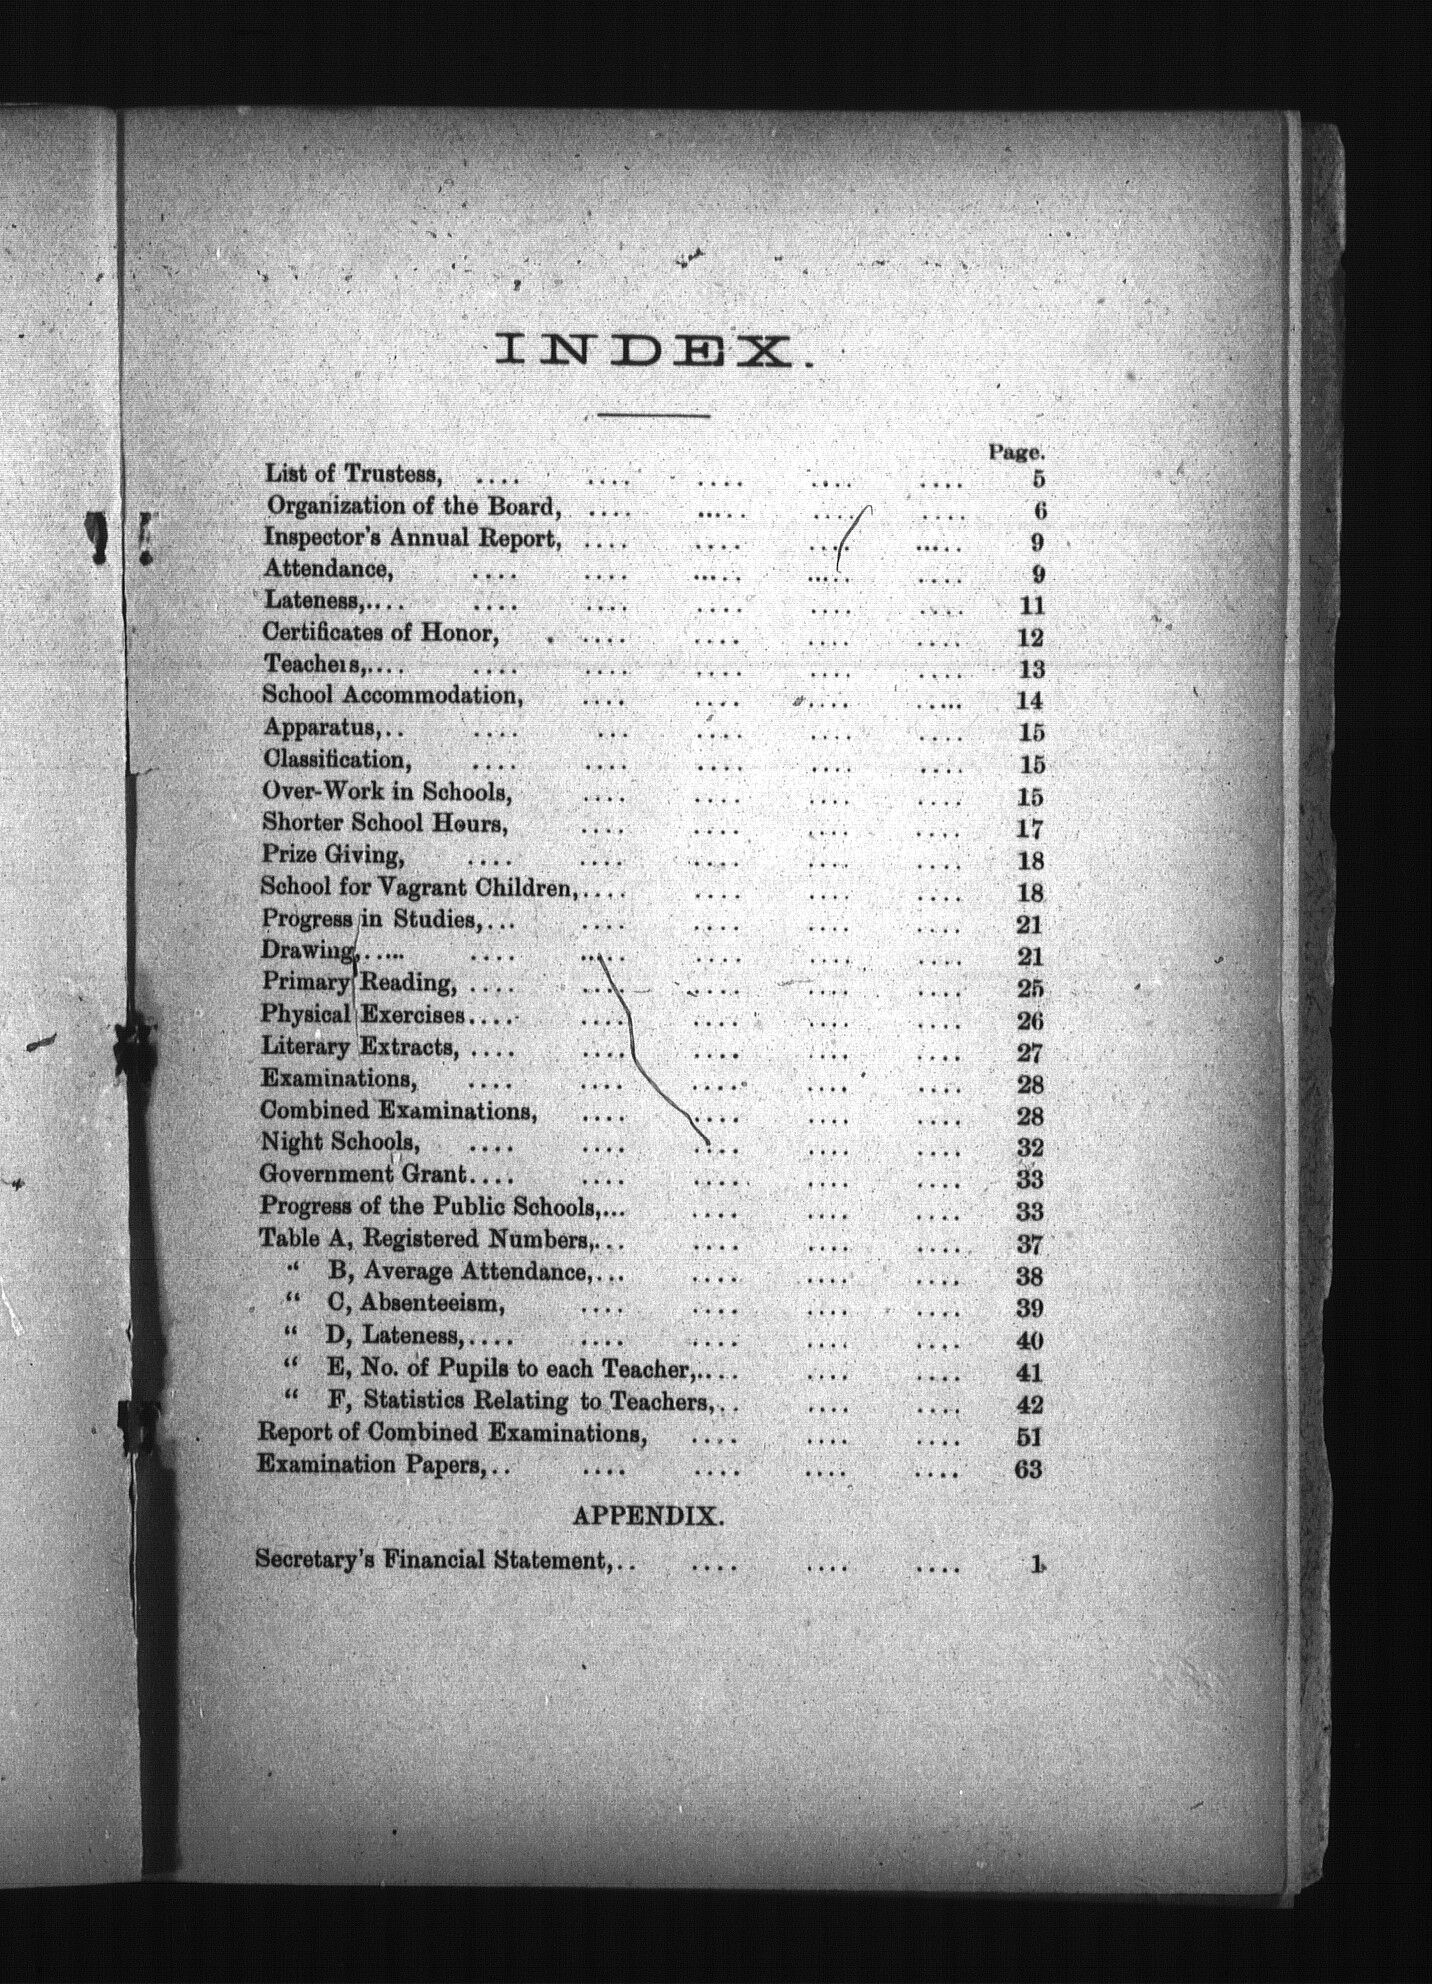 INDEX.
Page.
List of Trustess, .... .... .... .... .... 5
Organization of the Board, .... ..... .... .... 6
Inspector's Annual Report, .... .... .... ..... 9
Attendance, .... .... ..... ..... .... 9
Lateness,.... .... .... .... .... .... 11
Certificates of Honor, . .... .... .... .... 12
Teachers,.... .... .... .... .... .... 13
School Accommodation, .... .... .... ..... 14
Apparatus,.. .... ... .... .... .... 15
Classification, .... .... .... .... .... 15
Over-Work in Schools, .... .... .... .... 15
Shorter School Hours, .... .... .... .... 17
Prize Giving, .... .... .... .... .... 18
School for Vagrant Children,.... .... .... .... 18
Progress in Studies,... .... .... .... .... 21
Drawing,..... .... ..... .... .... .... 21
Primary Reading, .... .... .... .... .... 25
Physical Exercises.... .... .... .... .... 26
Literary Extracts, .... .... .... .... .... 27
Examinations, .... .... .... .... .... 28
Combined Examinations, .... .... .... .... 28
Night Schools, .... .... .... .... .... 32
Government Grant.... .... .... .... .... 33
Progress of the Public Schools,... .... .... .... 33
Table A, Registered Numbers,... .... .... .... 37
“ B, Average Attendance,... .... .... .... 38
“ C, Absenteeism, .... .... .... .... 39
“ D, Lateness,.... .... .... .... .... 40
“ E, No. of Pupils to each Teacher,.... .... .... 41
“ F, Statistics Relating to Teachers,.. .... .... 42
Report of Combined Examinations, .... .... .... 51
Examination Papers,.. .... .... .... .... 63
APPENDIX.
Secretary's Financial Statement,.. .... .... .... 1